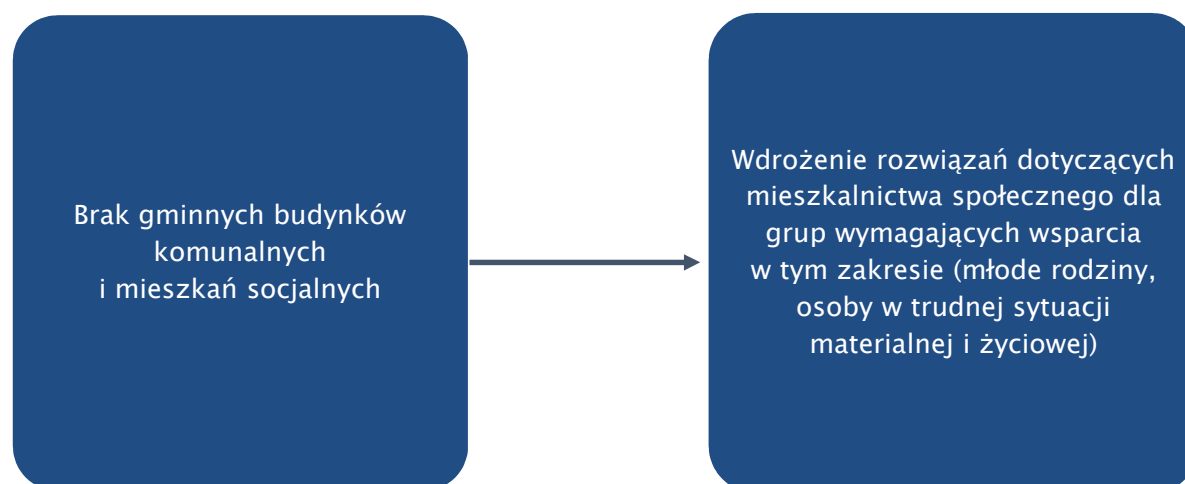 Brak gminnych budynków
komunalnych
i mieszkań socjalnych
Wdrożenie rozwiązań dotyczących
mieszkalnictwa społecznego dla
grup wymagających wsparcia
w tym zakresie (młode rodziny,
osoby w trudnej sytuacji
materialnej i życiowej)